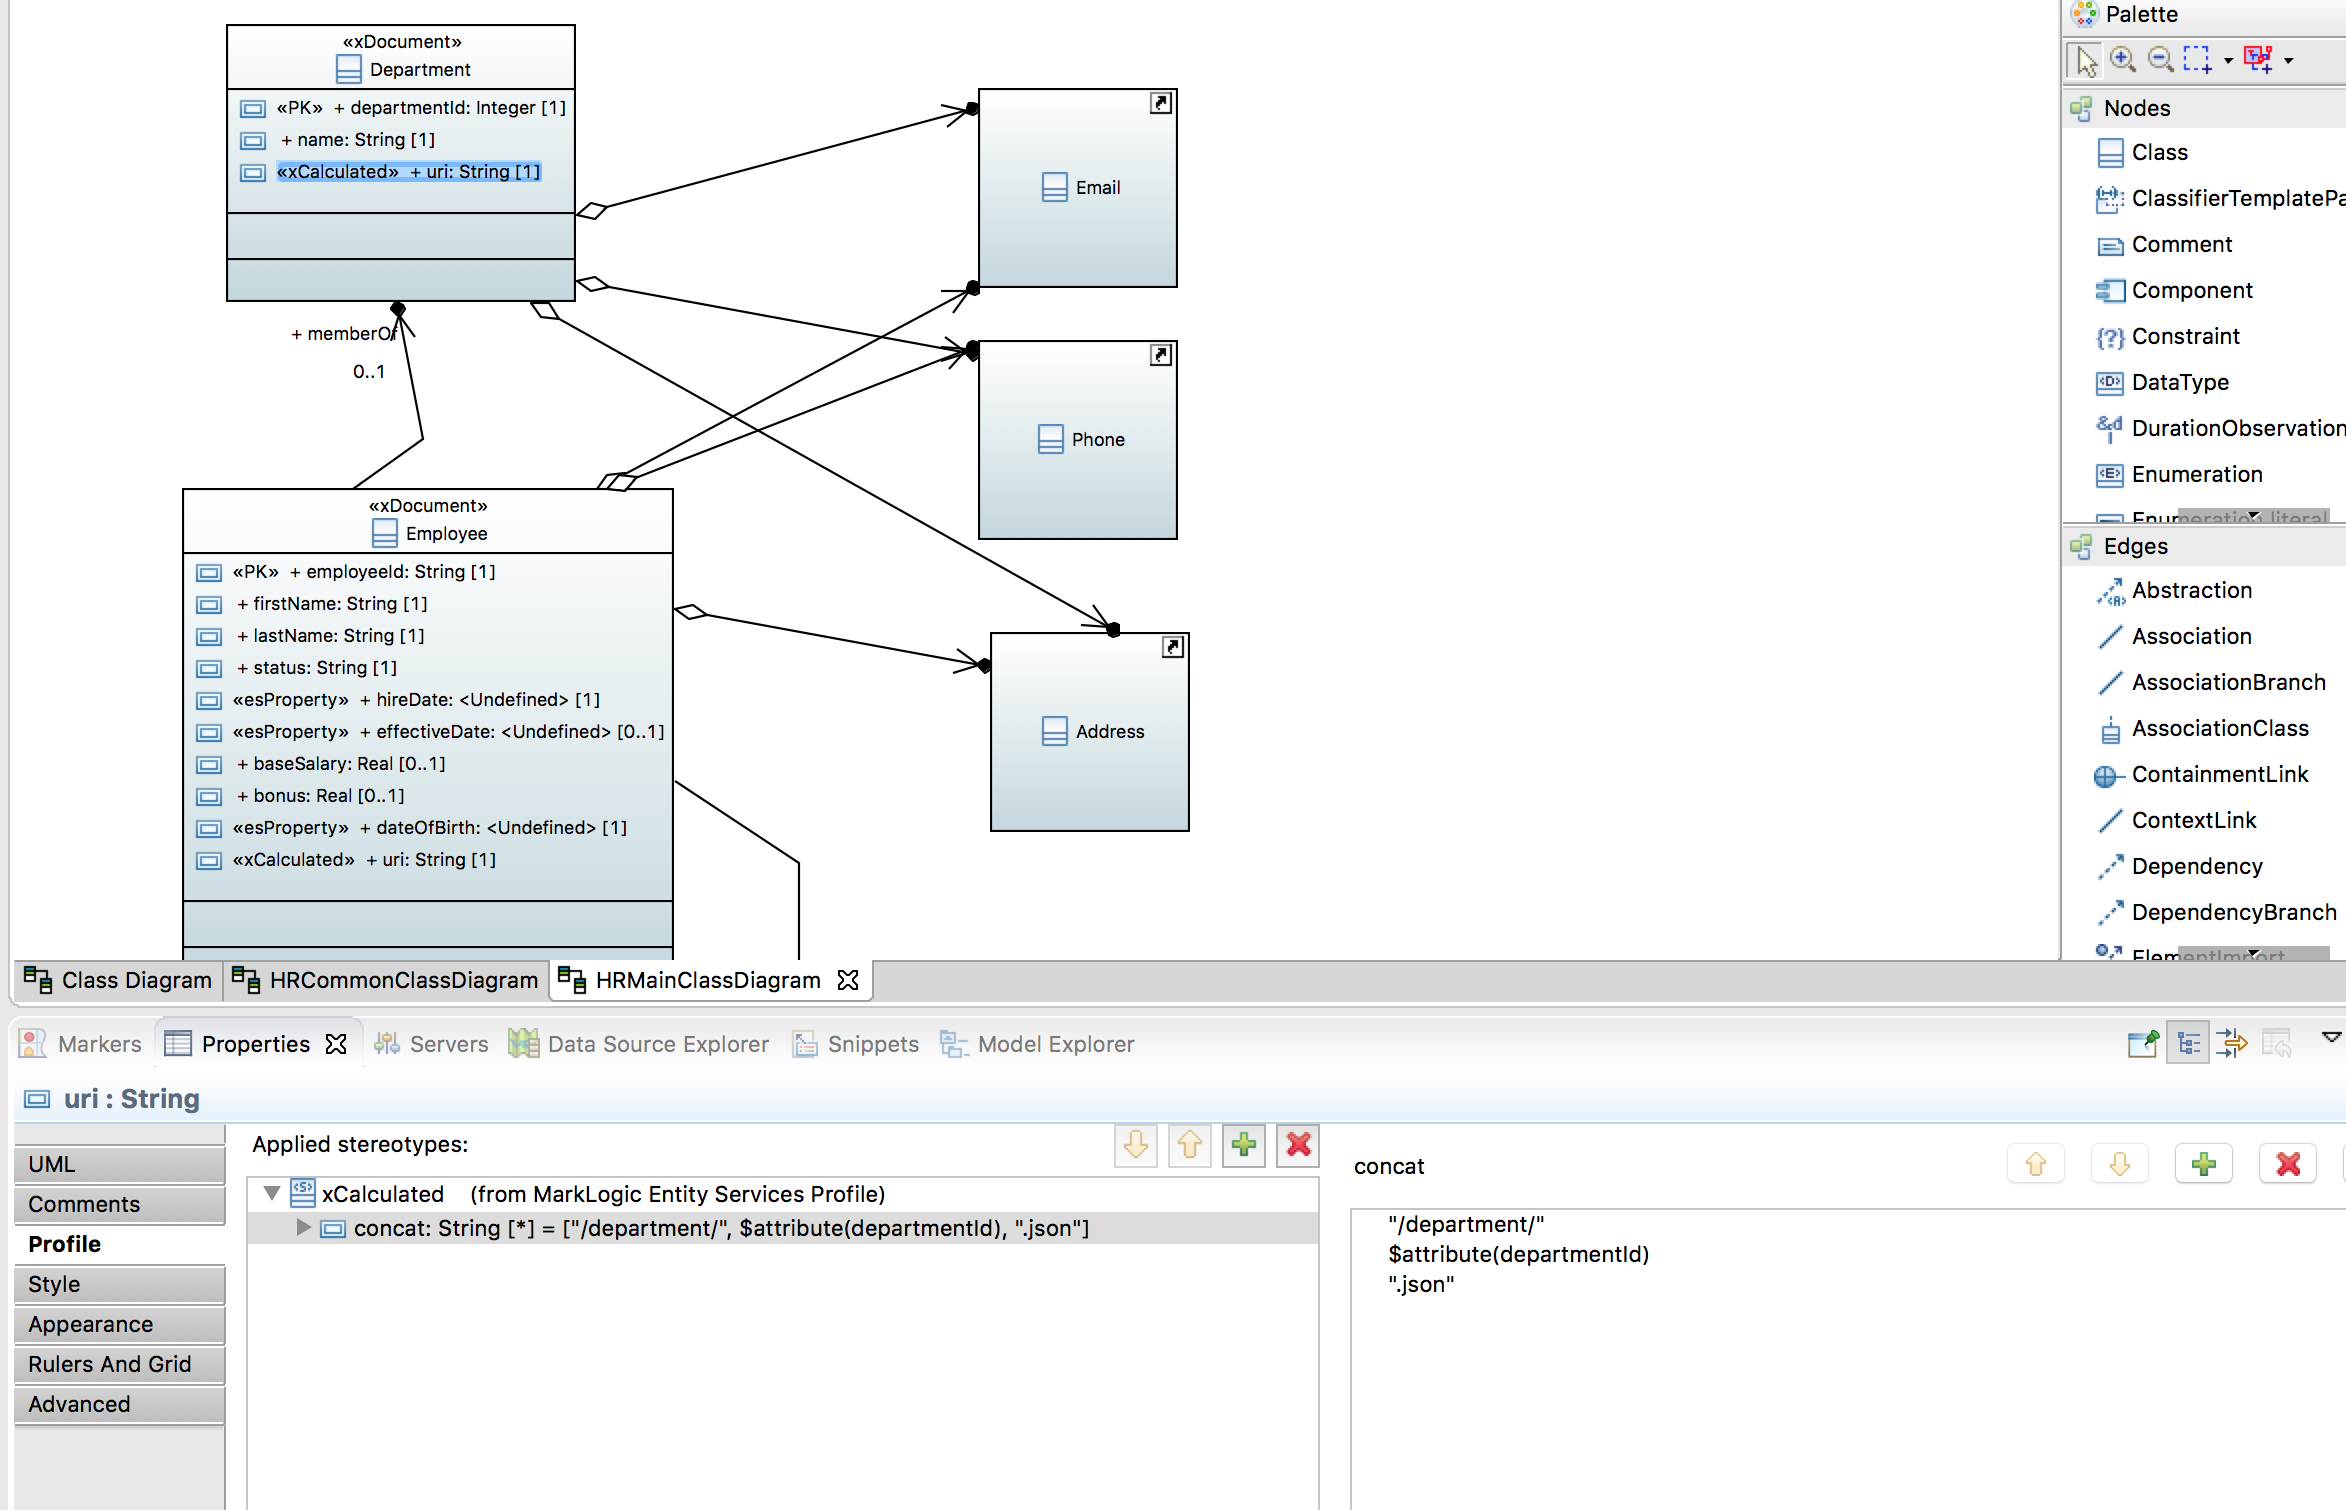 «xDocument»
Department
«PK» + departmentId: Integer [1]
+ name: String [1]
«xCalculated» + uri: String [1]
Email
+ memberOf
0..1
Phone
«xDocument»
Employee
«PK» + employeeId: String [1]
+ firstName: String [1]
+ lastName: String [1]
+ status: String [1]
«esProperty» + hireDate: <Undefined> [1]
«esProperty» + effectiveDate: <Undefined> [0..1]
+ baseSalary: Real [0..1]
+ bonus: Real [0..1]
«esProperty» + dateOfBirth: <Undefined> [1]
«xCalculated» + uri: String [1]
Address
Palette
Nodes
Class
ClassifierTemplatePa
Comment
Component
Constraint
DataType
DurationObservation
Enumeration
Enumeration literal
Edges
Abstraction
Association
AssociationBranch
AssociationClass
ContainmentLink
ContextLink
Dependency
DependencyBranch
ElementImport
Class Diagram HRCommonClassDiagram HRMainClassDiagram
Markers Properties Servers Data Source Explorer Snippets Model Explorer
uri : String
UML
Comments
Profile
Style
Appearance
Rulers And Grid
Advanced
Applied stereotypes:
xCalculated (from MarkLogic Entity Services Profile)
concat: String [*] = ["/department/", $attribute(departmentId), ".json"]
concat
"/department/"
$attribute(departmentId)
".json"